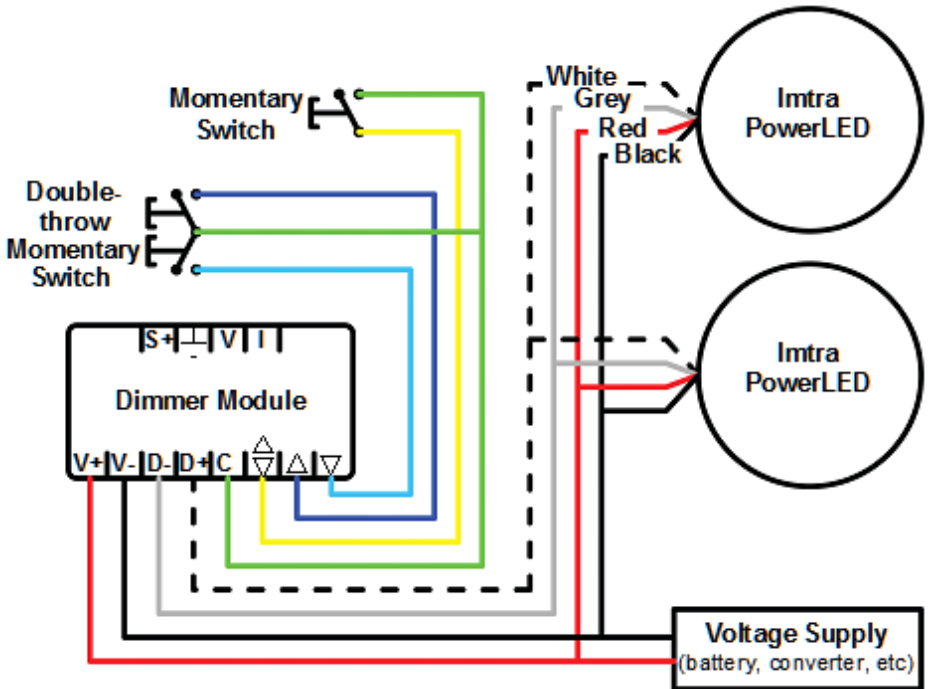 White
Grey
Red
Black
Imtra
PowerLED
Momentary
Switch
Double-
throw
Momentary
Switch
S+ V I
-
Dimmer Module
V+ V- D- D+ C △▽ △ ▽
Imtra
PowerLED
Voltage Supply
(battery, converter, etc)